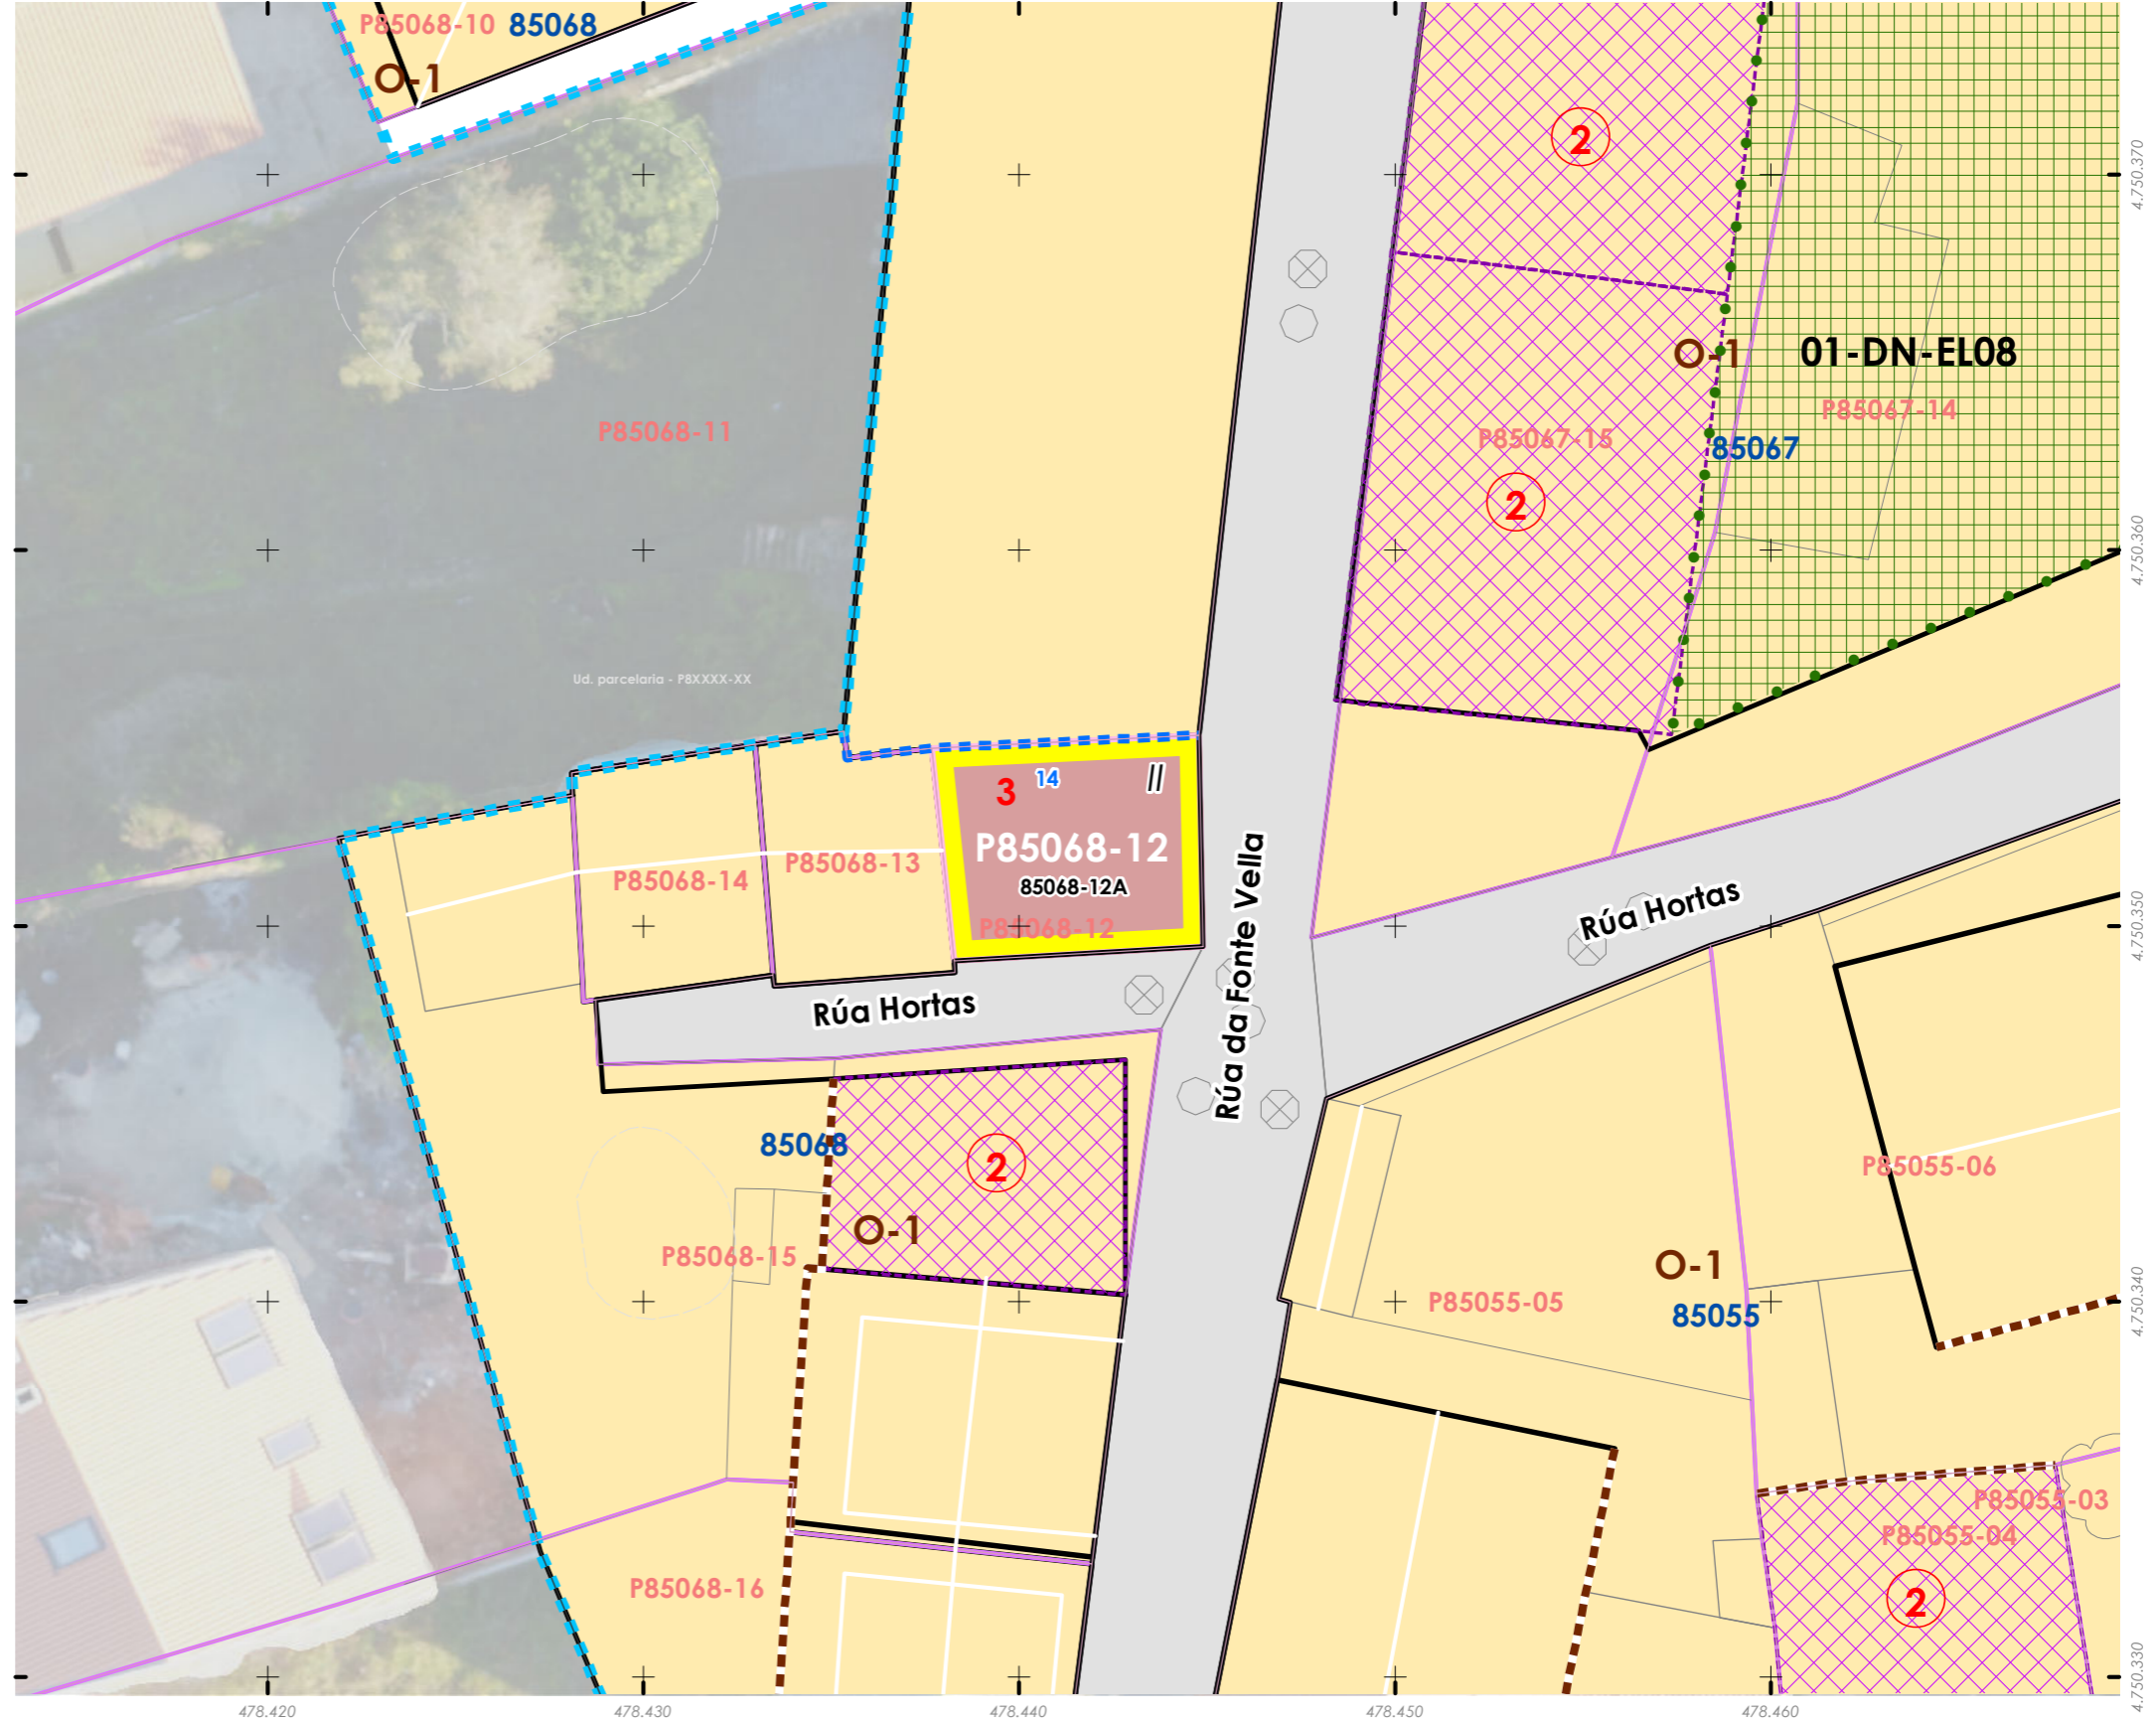 P85068-10 85068
O-1
2
4.750.370
O-1
01-DN-EL08
P85067-14
P85068-11
P85067-15
85067
2
4.750.360
Ud. parcelaria - P8XXXX-XX
3 14 II
P85068-12
85068-12A
P85068-12
P85068-13
P85068-14
Rúa da Fonte Vella
Rúa Hortas
4.750.350
Rúa Hortas
85068
2
P85055-06
O-1
P85068-15
O-1
P85055-05
85055
4.750.340
P85055-03
P85055-04
P85068-16
2
4.750.330
478.420
478.430
478.440
478.450
478.460